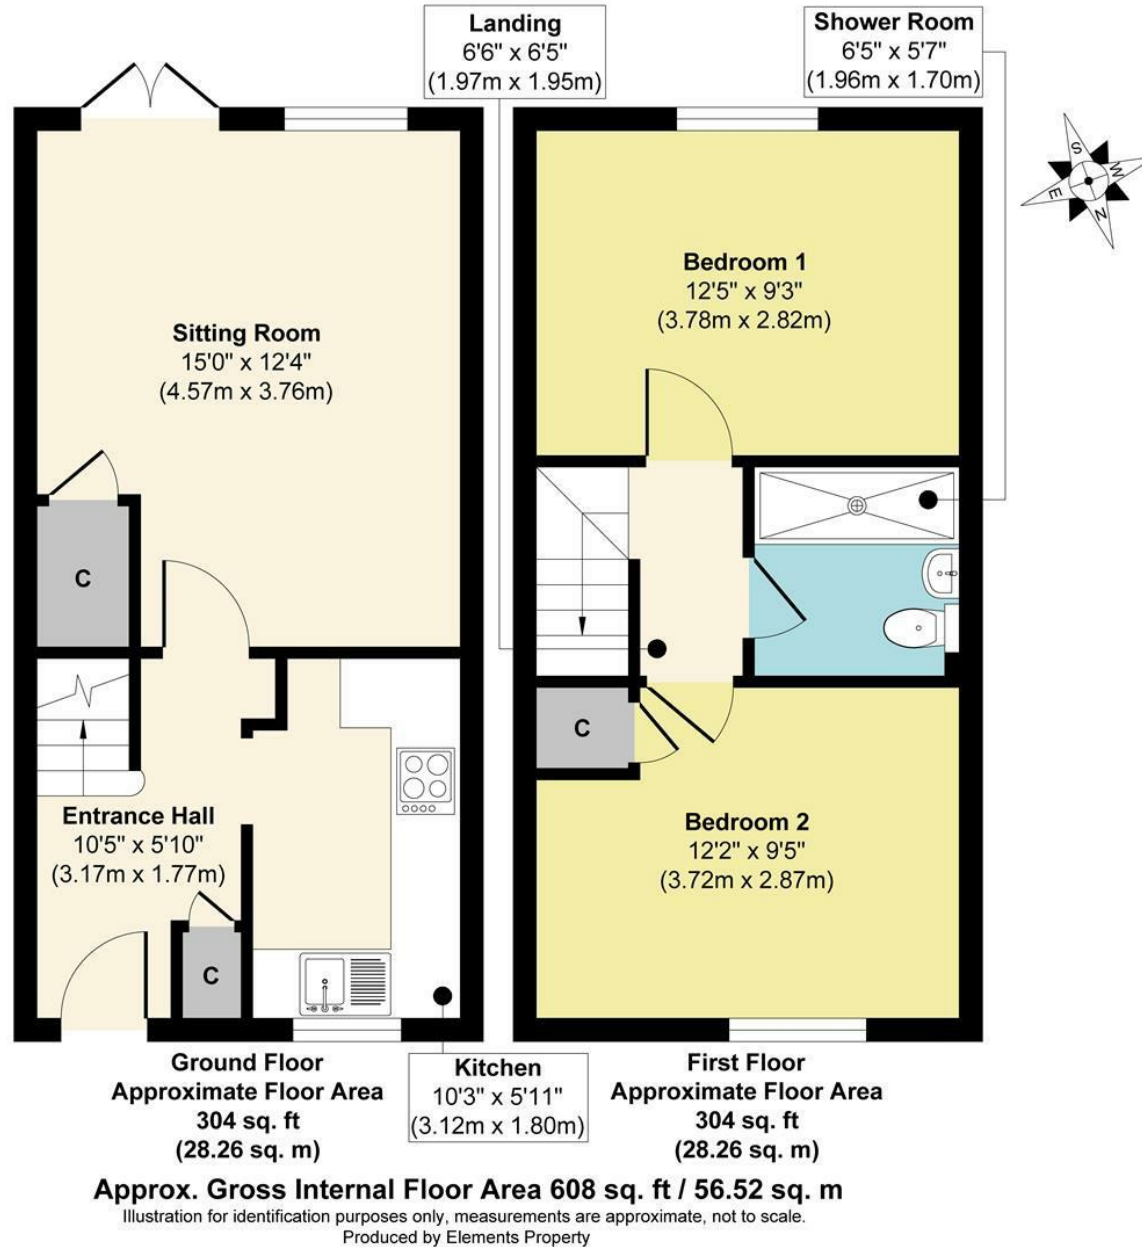 Landing
6'6" x 6'5"
(1.97m x 1.95m)
Shower Room
6'5" x 5'7"
(1.96m x 1.70m)
S
W
E
N
Sitting Room
15'0" x 12'4"
(4.57m x 3.76m)
C
Bedroom 1
12'5" x 9'3"
(3.78m x 2.82m)
Entrance Hall
10'5" x 5'10"
(3.17m x 1.77m)
C
C
Bedroom 2
12'2" x 9'5"
(3.72m x 2.87m)
Ground Floor
Approximate Floor Area
304 sq. ft
(28.26 sq. m)
Kitchen
10'3" x 5'11"
(3.12m x 1.80m)
First Floor
Approximate Floor Area
304 sq. ft
(28.26 sq. m)
Approx. Gross Internal Floor Area 608 sq. ft / 56.52 sq. m
Illustration for identification purposes only, measurements are approximate, not to scale.
Produced by Elements Property